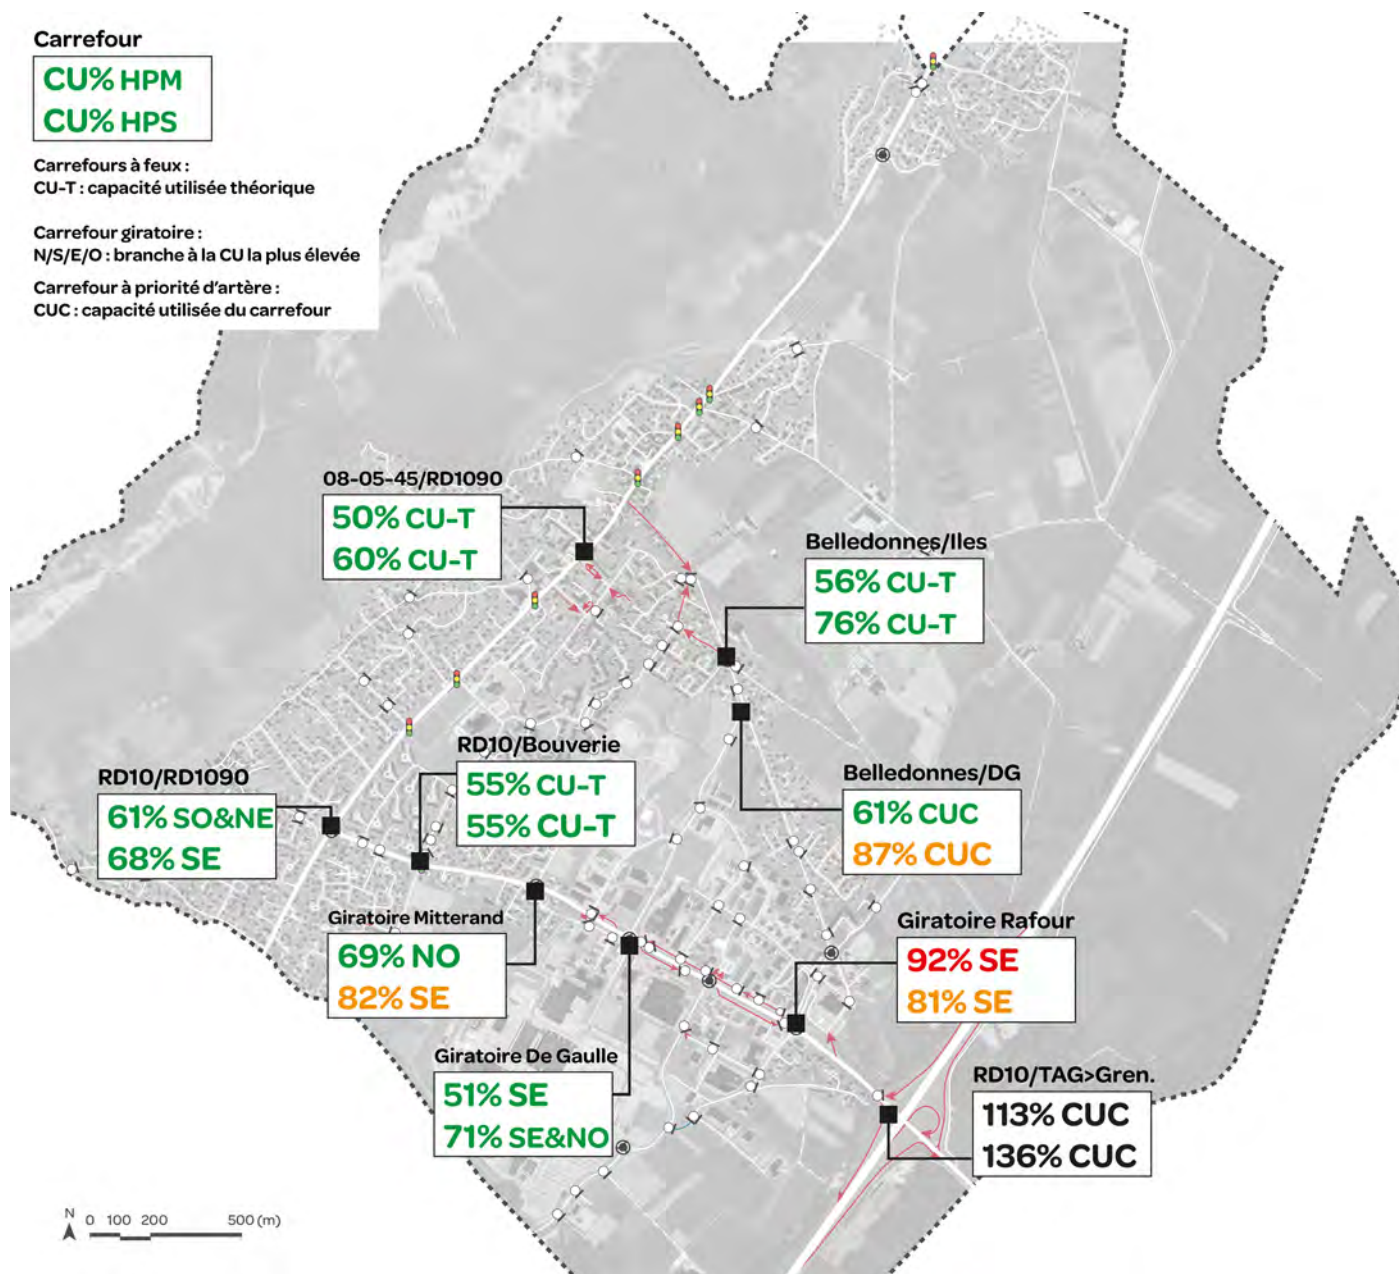 Carrefour
CU% HPM
CU% HPS
Carrefours à feux :
CU-T : capacité utilisée théorique
Carrefour giratoire :
N/S/E/O : branche à la CU la plus élevée
Carrefour à priorité d'artère :
CUC : capacité utilisée du carrefour
08-05-45/RD1090
50% CU-T
60% CU-T
Belledonnes/Iles
56% CU-T
76% CU-T
RD10/Bouverie
55% CU-T
55% CU-T
RD10/RD1090
61% SO&NE
68% SE
Belledonnes/DG
61% CUC
87% CUC
Giratoire Mitterand
69% NO
82% SE
Giratoire Rafour
92% SE
81% SE
Giratoire De Gaulle
51% SE
71% SE&NO
RD10/TAG>Gren.
113% CUC
136% CUC
N 0 100 200 500 (m)